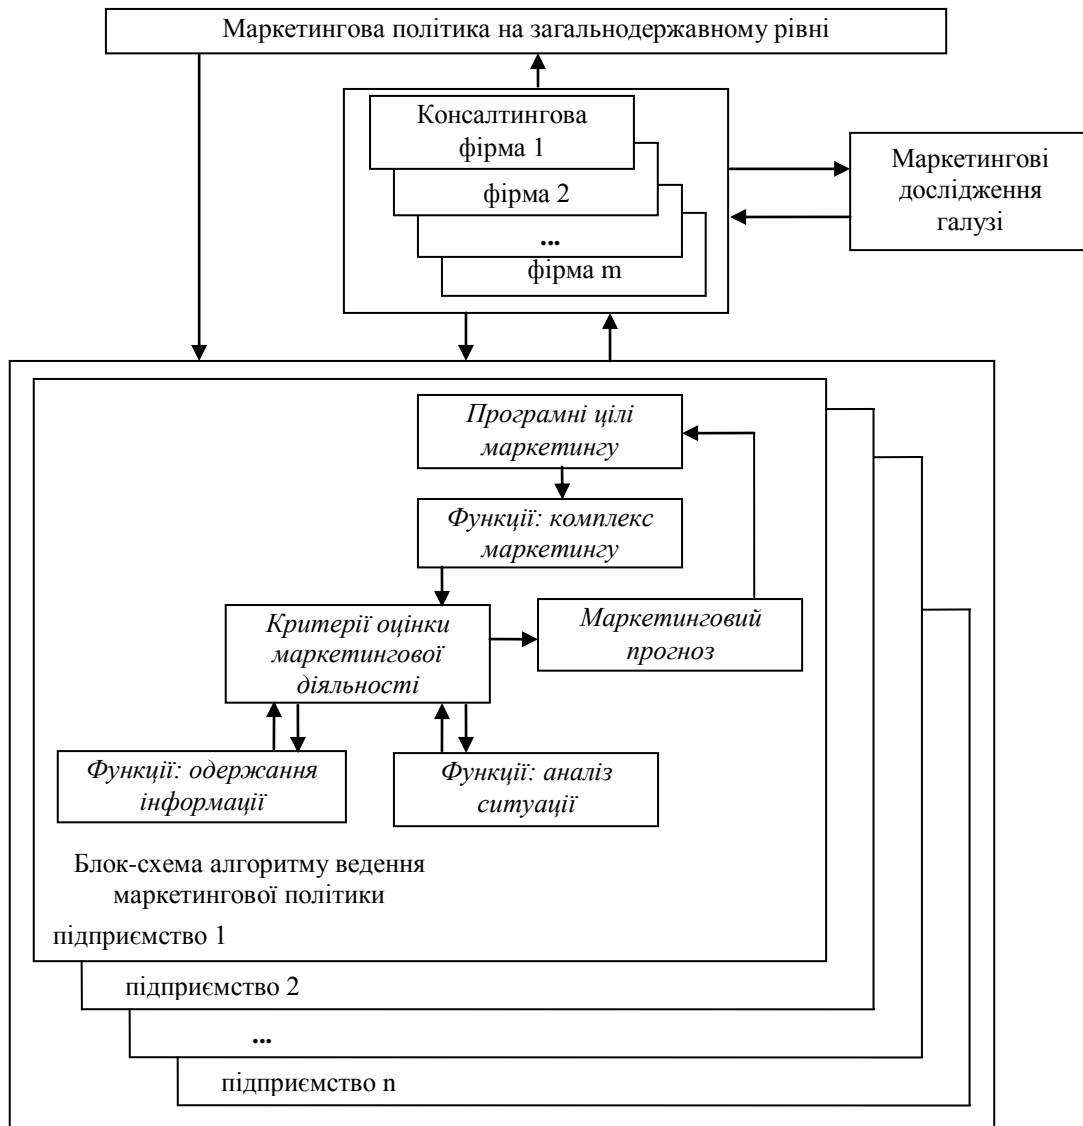 Маркетингова політика на загальнодержавному рівні
Консалтингова
фірма 1
фірма 2
...
фірма m
Маркетингові
дослідження
галузі
Програмні цілі
маркетингу
Функції: комплекс
маркетингу
Критерії оцінки
маркетингової
діяльності
Маркетинговий
прогноз
Функції: одержання
інформації
Функції: аналіз
ситуації
Блок-схема алгоритму ведення
маркетингової політики
підприємство 1
підприємство 2
...
підприємство n